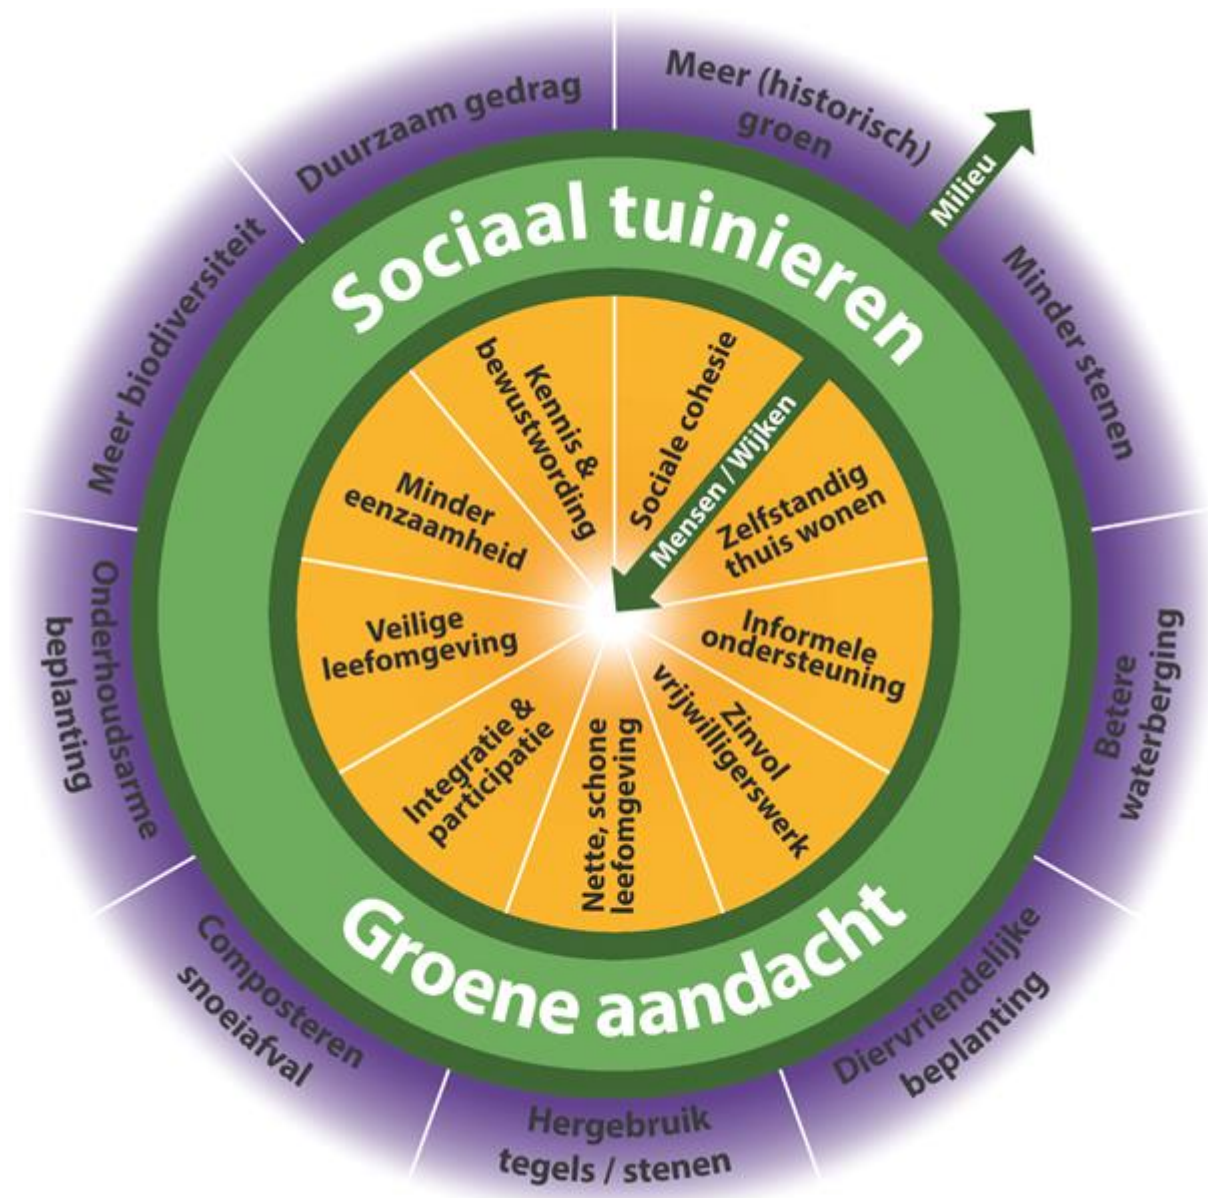 Meer (historisch)
groen
Milieu
Minder stenen
Betere
waterberging
Diervriendelijke
beplanting
Hergebruik
tegels / stenen
Composteren
snoeiafval
Onderhoudsarme
beplanting
Meer biodiversiteit
Duurzaam gedrag
Sociaal tuinieren
Groene aandacht
Sociale cohesie
Mensen / Wijken
Zelfstandig
thuis wonen
Informele
ondersteuning
Zinvol
vrijwilligerswerk
Nette, schone
leefomgeving
Integratie &
participatie
Veilige
leefomgeving
Minder
eenzaamheid
Kennis &
bewustwording